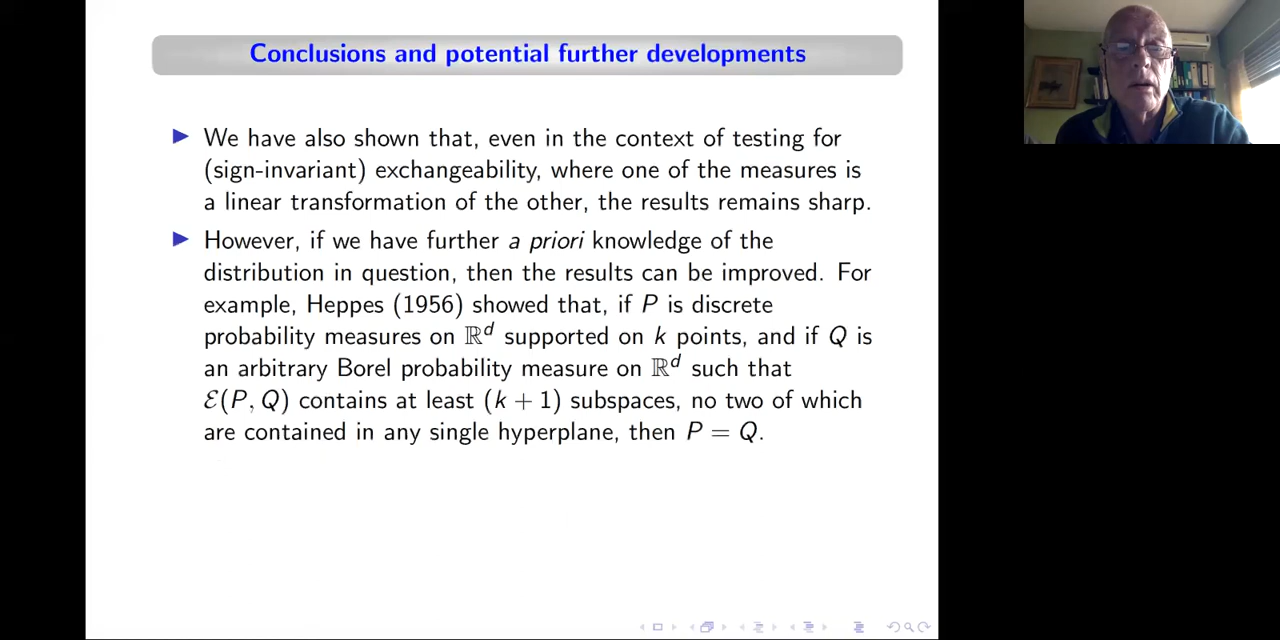 Conclusions and potential further developments
We have also shown that, even in the context of testing for
(sign-invariant) exchangeability, where one of the measures is
a linear transformation of the other, the results remains sharp.
However, if we have further a priori knowledge of the
distribution in question, then the results can be improved. For
example, Heppes (1956) showed that, if P is discrete
probability measures on ℝᵈ supported on k points, and if Q is
an arbitrary Borel probability measure on ℝᵈ such that
ℰ(P, Q) contains at least (k + 1) subspaces, no two of which
are contained in any single hyperplane, then P = Q.